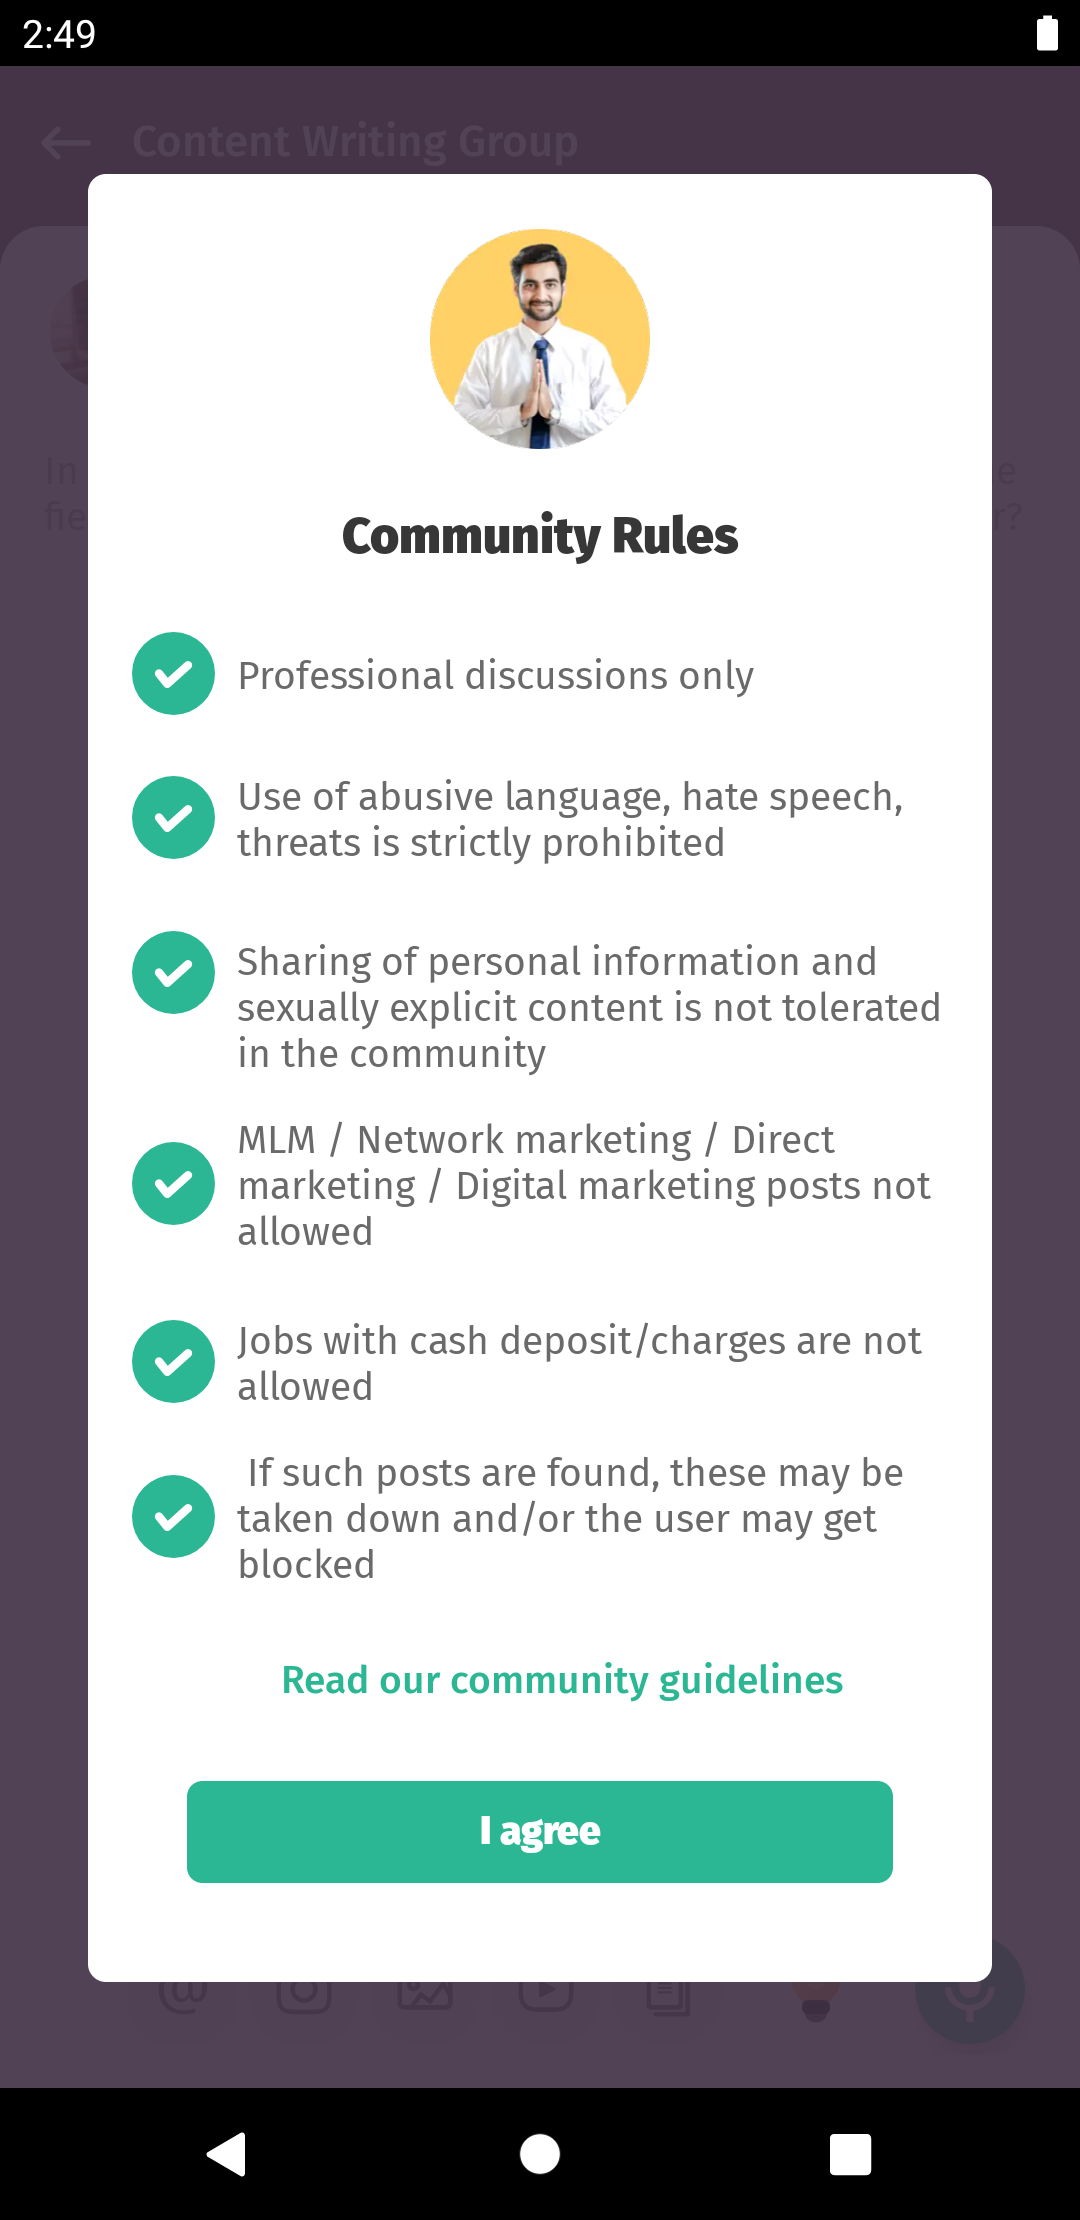 2:49
Content Writing Group
In
e
fie
r?
Community Rules
Professional discussions only
Use of abusive language, hate speech,
threats is strictly prohibited
Sharing of personal information and
sexually explicit content is not tolerated
in the community
MLM / Network marketing / Direct
marketing / Digital marketing posts not
allowed
Jobs with cash deposit/charges are not
allowed
If such posts are found, these may be
taken down and/or the user may get
blocked
Read our community guidelines
I agree